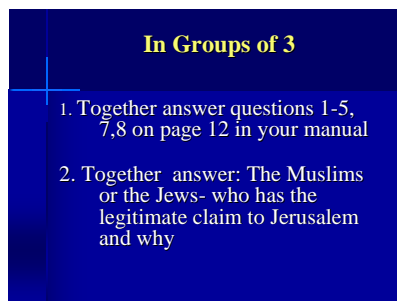 In Groups of 3
1. Together answer questions 1-5,
7,8 on page 12 in your manual
2. Together answer: The Muslims
or the Jews- who has the
legitimate claim to Jerusalem
and why